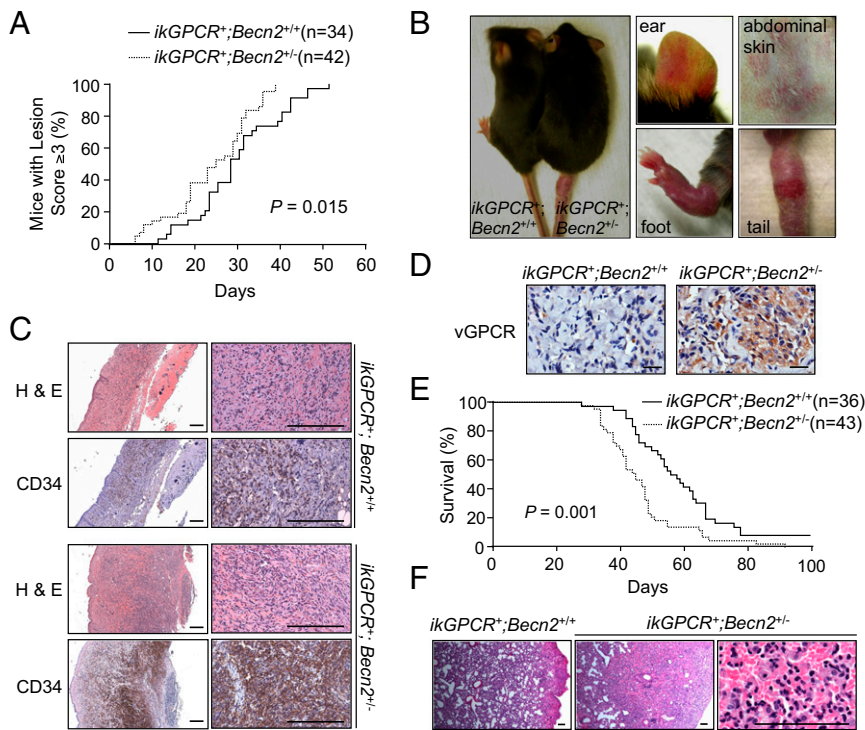 A
ikGPCR+;Becn2+/+(n=34)
ikGPCR+;Becn2+/-(n=42)
Mice with Lesion
Score ≥3 (%)
100
80
60
40
20
0
P = 0.015
0 10 20 30 40 50 60
Days
B
ikGPCR+;
Becn2+/+
ikGPCR+;
Becn2+/-
ear
abdominal
skin
foot
tail
C
H & E
CD34
ikGPCR+; Becn2+/+
H & E
CD34
ikGPCR+; Becn2+/-
D
ikGPCR+;Becn2+/+ ikGPCR+;Becn2+/-
vGPCR
E
ikGPCR+;Becn2+/+(n=36)
ikGPCR+;Becn2+/-(n=43)
Survival (%)
100
80
60
40
20
0
P = 0.001
0 20 40 60 80 100
Days
F
ikGPCR+;Becn2+/+ ikGPCR+;Becn2+/-